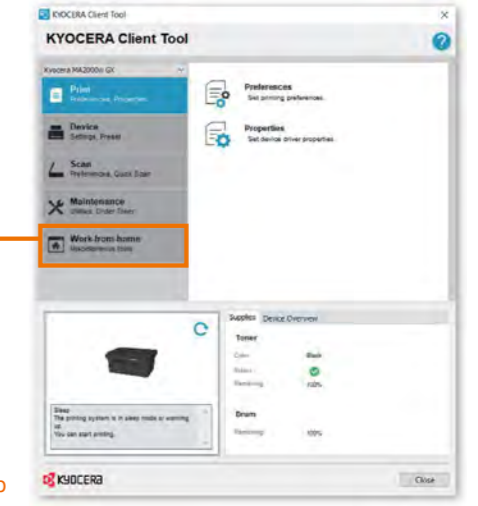 KYOCERA Client Tool
KYOCERA Client Tool
?
Print
Preferences, Properties
Preferences
Set printing preferences.
Device
Settings, Preset
Properties
Set device driver properties.
Scan
Preferences, Quick Scan
Maintenance
Utilities, Order Toner
Work-from-home
Miscellaneous tools
Supplies
Device Overview
Toner
Color
Black
Status
Remaining
100%
Sleep
The printing system is in sleep mode or warming
up.
You can start printing.
Drum
Remaining
100%
KYOCERA
Close